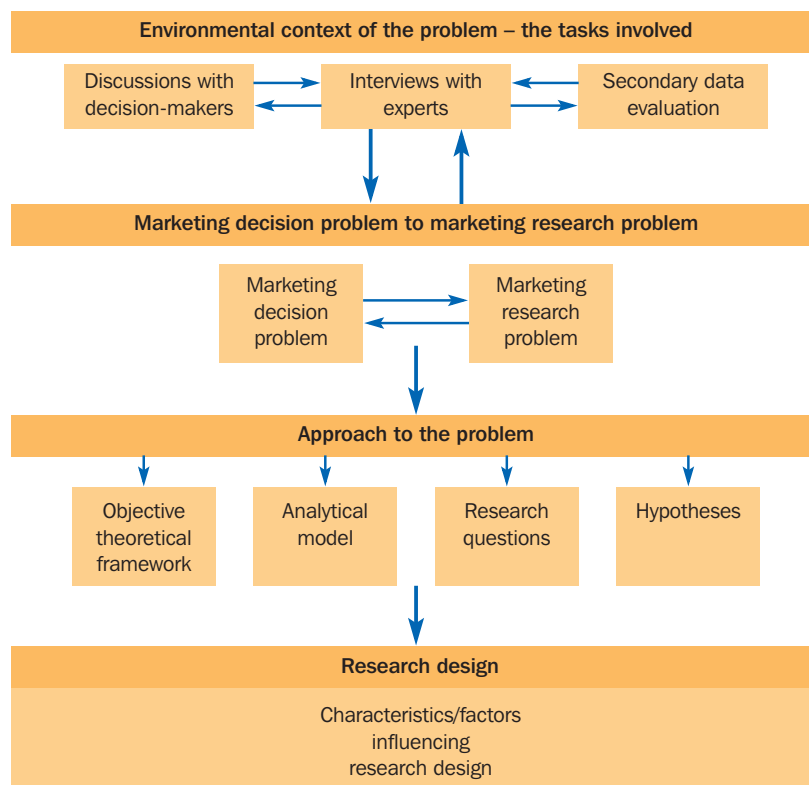 Environmental context of the problem – the tasks involved
Discussions with
decision-makers
Interviews with
experts
Secondary data
evaluation
Marketing decision problem to marketing research problem
Marketing
decision
problem
Marketing
research
problem
Approach to the problem
Objective
theoretical
framework
Analytical
model
Research
questions
Hypotheses
Research design
Characteristics/factors
influencing
research design